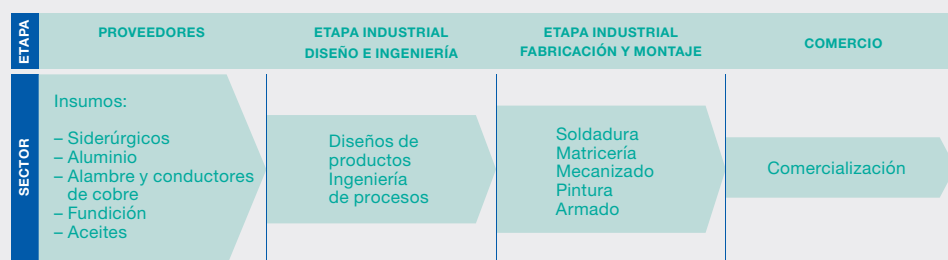 ETAPA
PROVEEDORES
ETAPA INDUSTRIAL
DISEÑO E INGENIERÍA
ETAPA INDUSTRIAL
FABRICACIÓN Y MONTAJE
COMERCIO
SECTOR
Insumos:
– Siderúrgicos
– Aluminio
– Alambre y conductores
de cobre
– Fundición
– Aceites
Diseños de
productos
Ingeniería
de procesos
Soldadura
Matricería
Mecanizado
Pintura
Armado
Comercialización